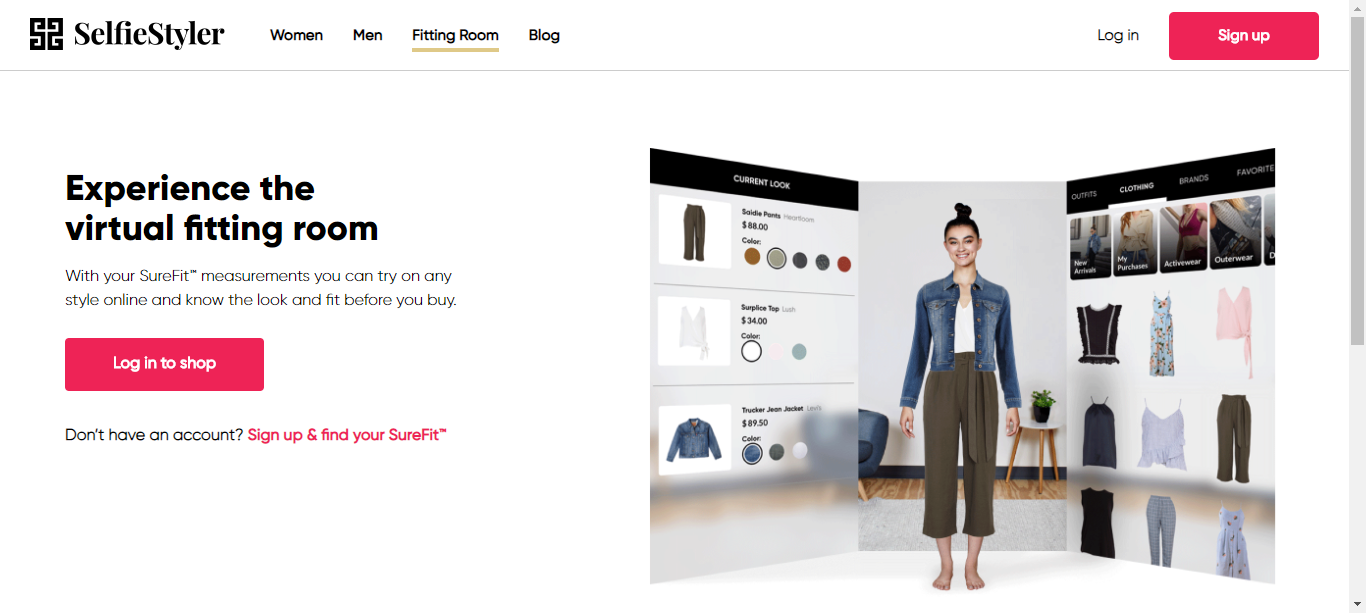 SelfieStyler
Women
Men
Fitting Room
Blog
Log in
Sign up
Experience the
virtual fitting room
With your SureFit™ measurements you can try on any
style online and know the look and fit before you buy.
Log in to shop
Don’t have an account? Sign up & find your SureFit™
CURRENT LOOK
Saidie Pants Heartloom
$88.00
Color:
Surplice Top Lush
$34.00
Color:
Trucker Jean Jacket Levi's
$89.50
Color:
OUTFITS
CLOTHING
BRANDS
FAVORITE
New
Arrivals
My
Purchases
Activewear
Outerwear
D